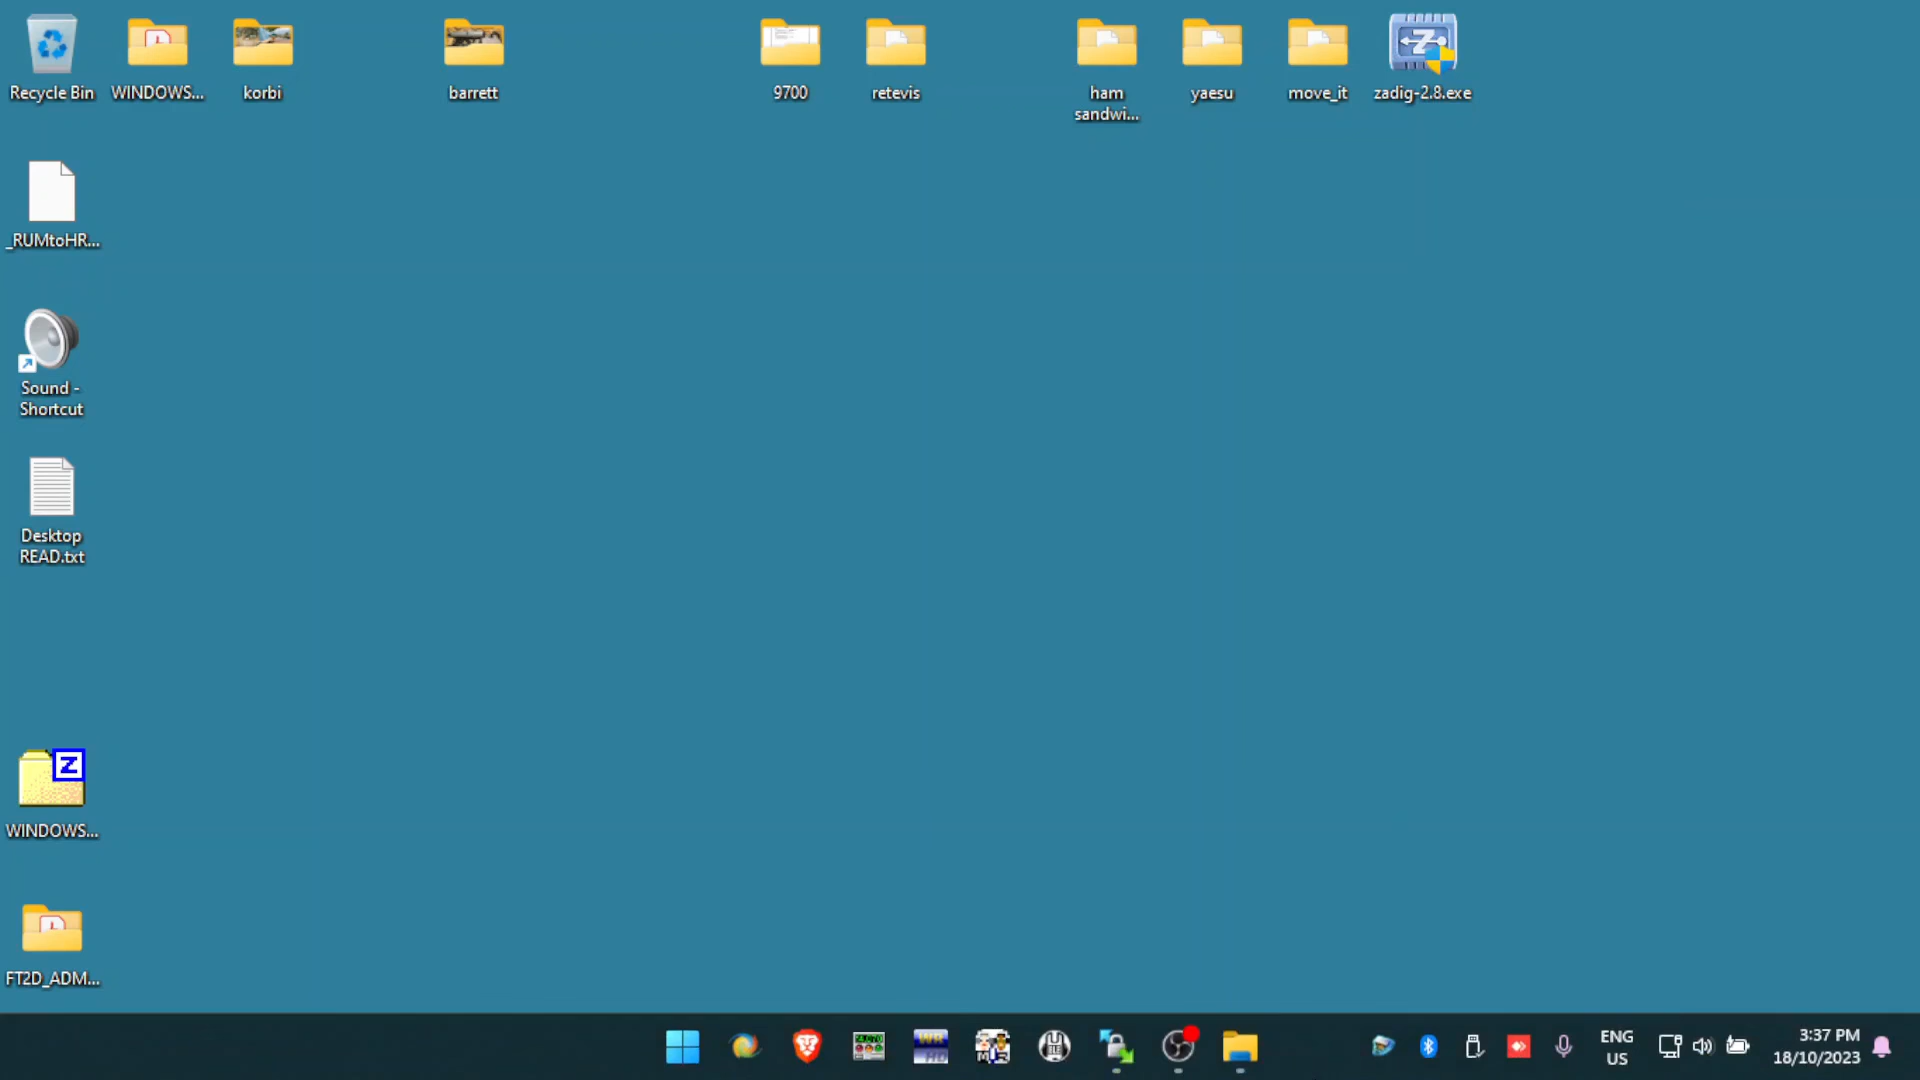 Recycle Bin
WINDOWS...
korbi
barrett
9700
retevis
ham
sandwi...
yaesu
move_it
zadig-2.8.exe
_RUMtoHR...
Sound -
Shortcut
Desktop
READ.txt
Z
WINDOWS...
FT2D_ADM...
ENG
US
3:37 PM
18/10/2023